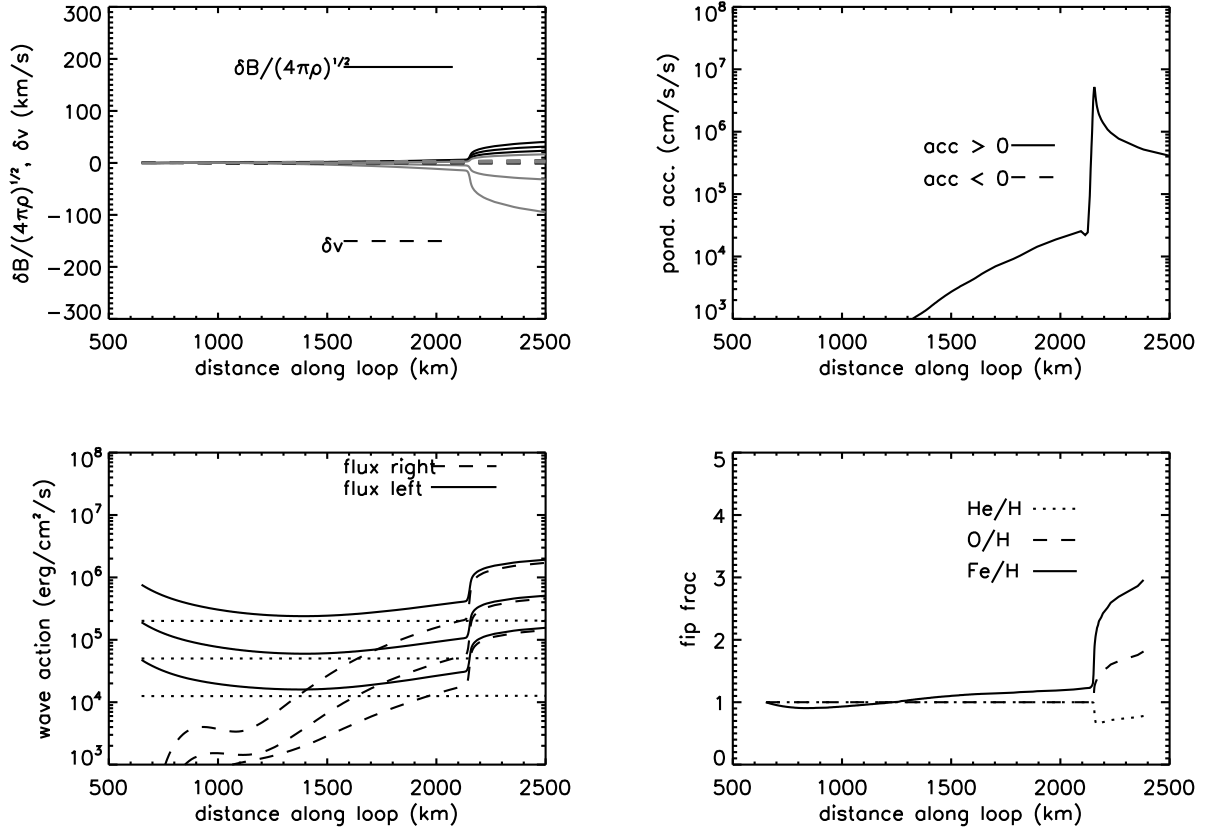 300
200
100
0
−100
−200
−300
δB/(4πρ)^1/2, δv (km/s)
δB/(4πρ)^1/2
δv
500 1000 1500 2000 2500
distance along loop (km)
10^8
10^7
10^6
10^5
10^4
10^3
pond. acc. (cm/s/s)
acc > 0
acc < 0
500 1000 1500 2000 2500
distance along loop (km)
10^8
10^7
10^6
10^5
10^4
10^3
wave action (erg/cm²/s)
flux right
flux left
500 1000 1500 2000 2500
distance along loop (km)
5
4
3
2
1
0
fip frac
He/H
O/H
Fe/H
500 1000 1500 2000 2500
distance along loop (km)